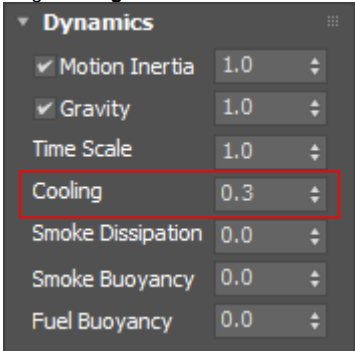 Dynamics
Motion Inertia 1.0
Gravity 1.0
Time Scale 1.0
Cooling 0.3
Smoke Dissipation 0.0
Smoke Buoyancy 0.0
Fuel Buoyancy 0.0